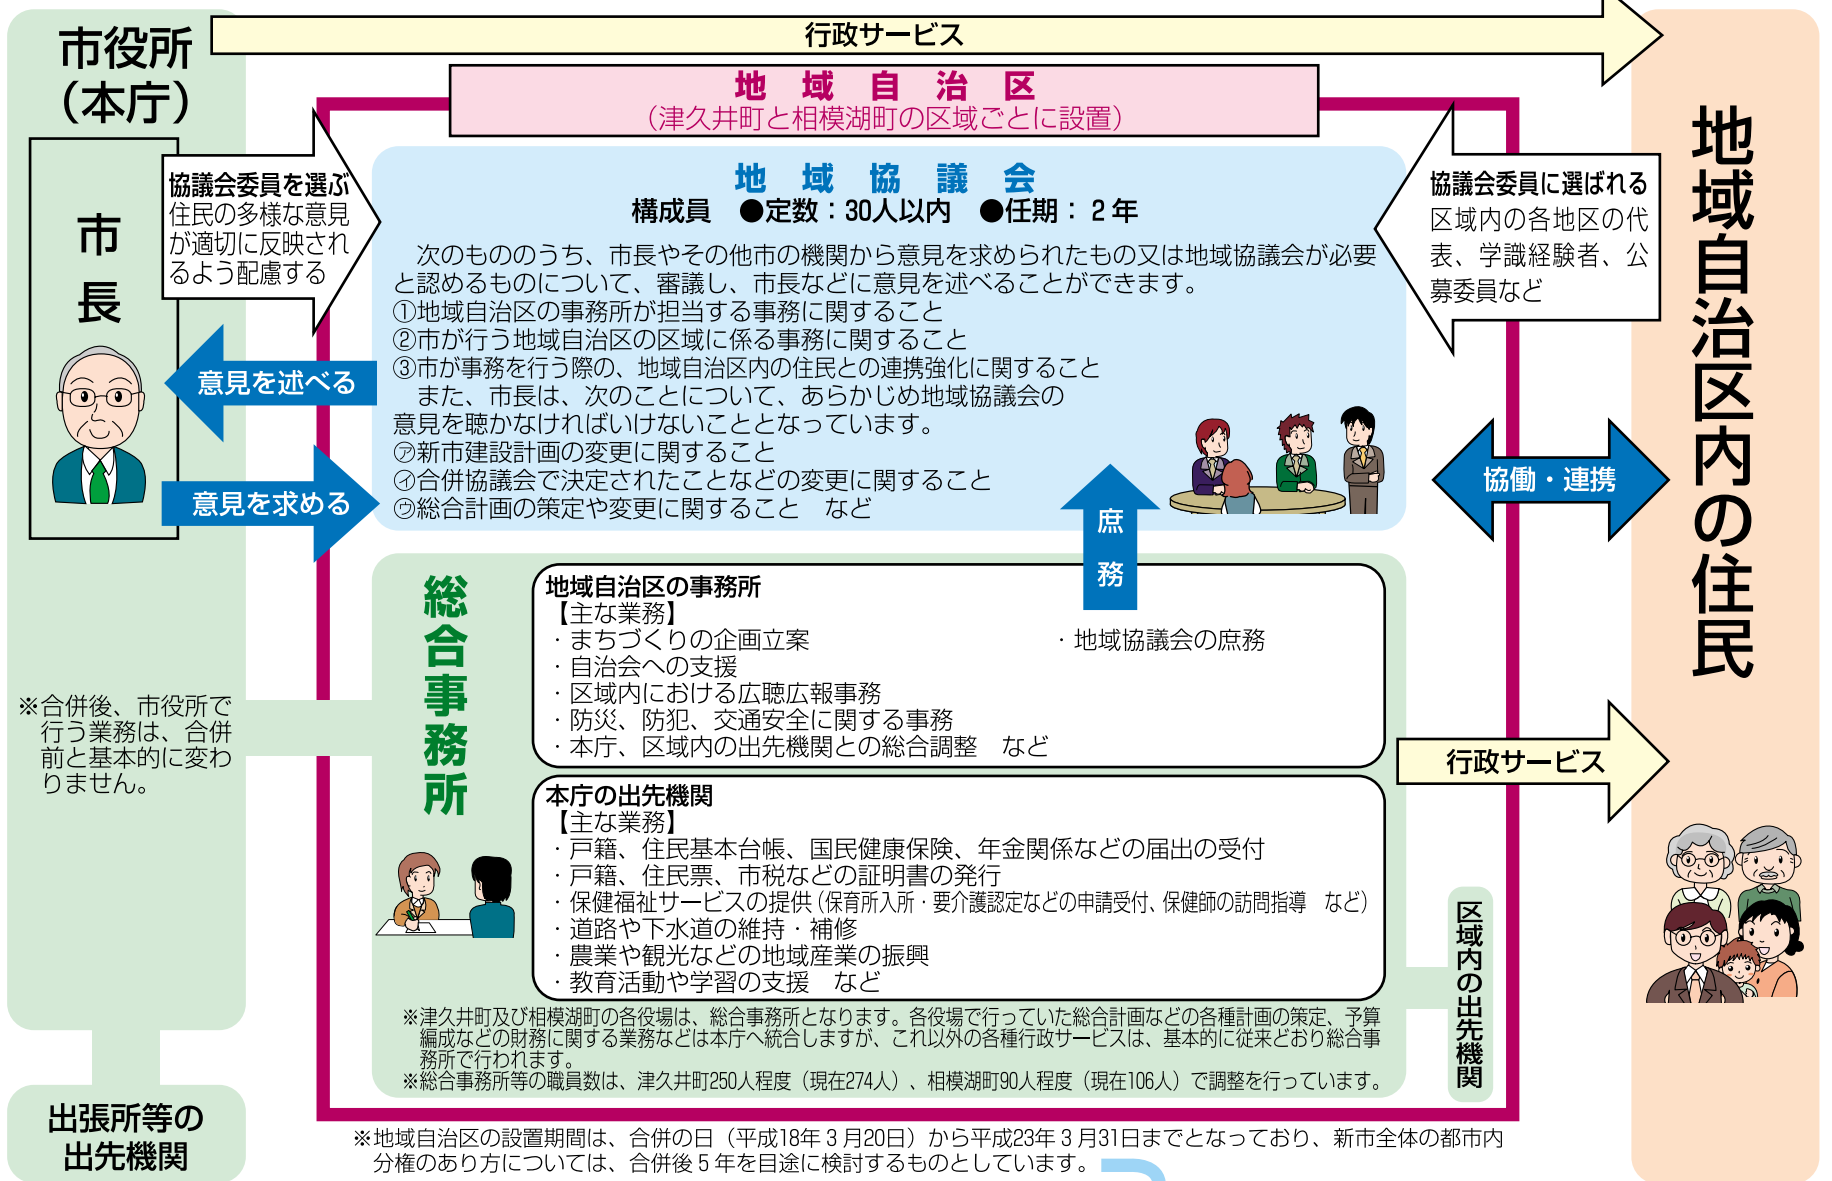 行政サービス
市役所
（本庁）
市長
地域自治区
（津久井町と相模湖町の区域ごとに設置）
協議会委員を選ぶ
住民の多様な意見
が適切に反映され
るよう配慮する
意見を述べる
意見を求める
地域協議会
構成員　●定数：30人以内　●任期：２年
　次のもののうち、市長やその他市の機関から意見を求められたもの又は地域協議会が必要
と認めるものについて、審議し、市長などに意見を述べることができます。
①地域自治区の事務所が担当する事務に関すること
②市が行う地域自治区の区域に係る事務に関すること
③市が事務を行う際の、地域自治区内の住民との連携強化に関すること
　また、市長は、次のことについて、あらかじめ地域協議会の
意見を聴かなければいけないこととなっています。
㋐新市建設計画の変更に関すること
㋑合併協議会で決定されたことなどの変更に関すること
㋒総合計画の策定や変更に関すること　など
協議会委員に選ばれる
区域内の各地区の代
表、学識経験者、公
募委員など
協働・連携
地域自治区内の住民
庶務
総合事務所
地域自治区の事務所
【主な業務】
・まちづくりの企画立案
・地域協議会の庶務
・自治会への支援
・区域内における広聴広報事務
・防災、防犯、交通安全に関する事務
・本庁、区域内の出先機関との総合調整　など
本庁の出先機関
【主な業務】
・戸籍、住民基本台帳、国民健康保険、年金関係などの届出の受付
・戸籍、住民票、市税などの証明書の発行
・保健福祉サービスの提供（保育所入所・要介護認定などの申請受付、保健師の訪問指導　など）
・道路や下水道の維持・補修
・農業や観光などの地域産業の振興
・教育活動や学習の支援　など
※津久井町及び相模湖町の各役場は、総合事務所となります。各役場で行っていた総合計画などの各種計画の策定、予算
編成などの財務に関する業務などは本庁へ統合しますが、これ以外の各種行政サービスは、基本的に従来どおり総合事
務所で行われます。
※総合事務所等の職員数は、津久井町250人程度（現在274人）、相模湖町90人程度（現在106人）で調整を行っています。
行政サービス
区域内の出先機関
※合併後、市役所で
行う業務は、合併
前と基本的に変わ
りません。
出張所等の
出先機関
※地域自治区の設置期間は、合併の日（平成18年３月20日）から平成23年３月31日までとなっており、新市全体の都市内
分権のあり方については、合併後５年を目途に検討するものとしています。